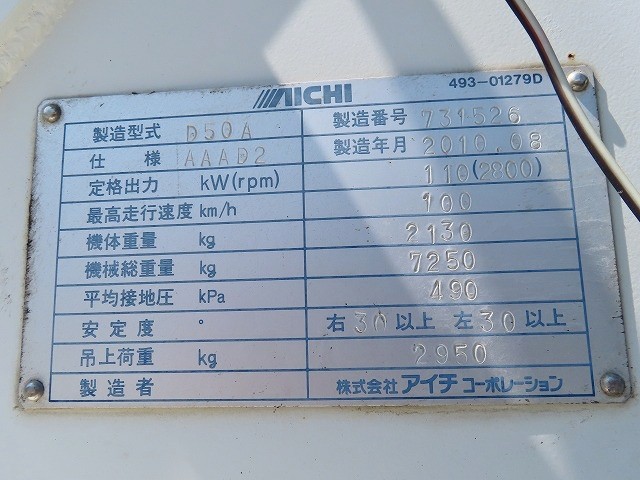 AICHI 493-01279D
製造型式 D50A 製造番号 731526
仕様 AAAD2 製造年月 2010.08
定格出力 kW(rpm) 110(2800)
最高走行速度 km/h 100
機体重量 kg 2130
機械総重量 kg 7250
平均接地圧 kPa 490
安定度 ° 右30以上 左30以上
吊上荷重 kg 2950
製造者 株式会社アイチコーポレーション